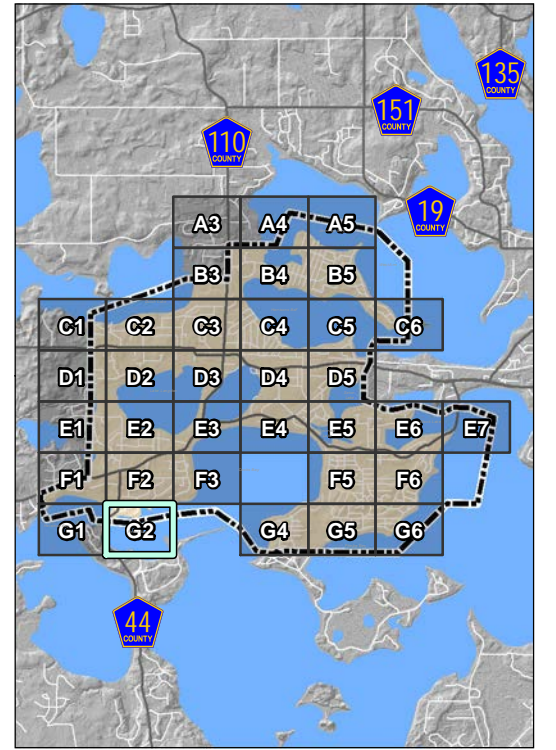 135
COUNTY
151
COUNTY
110
COUNTY
19
COUNTY
A3 A4 A5
B3 B4 B5
C1 C2 C3 C4 C5 C6
D1 D2 D3 D4 D5
E1 E2 E3 E4 E5 E6 E7
F1 F2 F3 F5 F6
G1 G2 G4 G5 G6
44
COUNTY